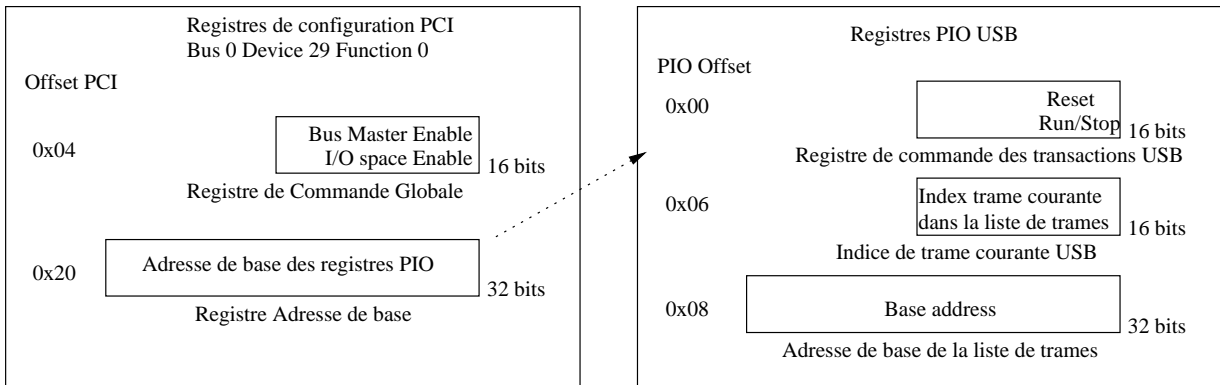 Registres de configuration PCI
Bus 0 Device 29 Function 0
Offset PCI
0x04
Bus Master Enable
I/O space Enable
16 bits
Registre de Commande Globale
0x20
Adresse de base des registres PIO
32 bits
Registre Adresse de base
Registres PIO USB
PIO Offset
0x00
Reset
Run/Stop
16 bits
Registre de commande des transactions USB
0x06
Index trame courante
dans la liste de trames
16 bits
Indice de trame courante USB
0x08
Base address
32 bits
Adresse de base de la liste de trames